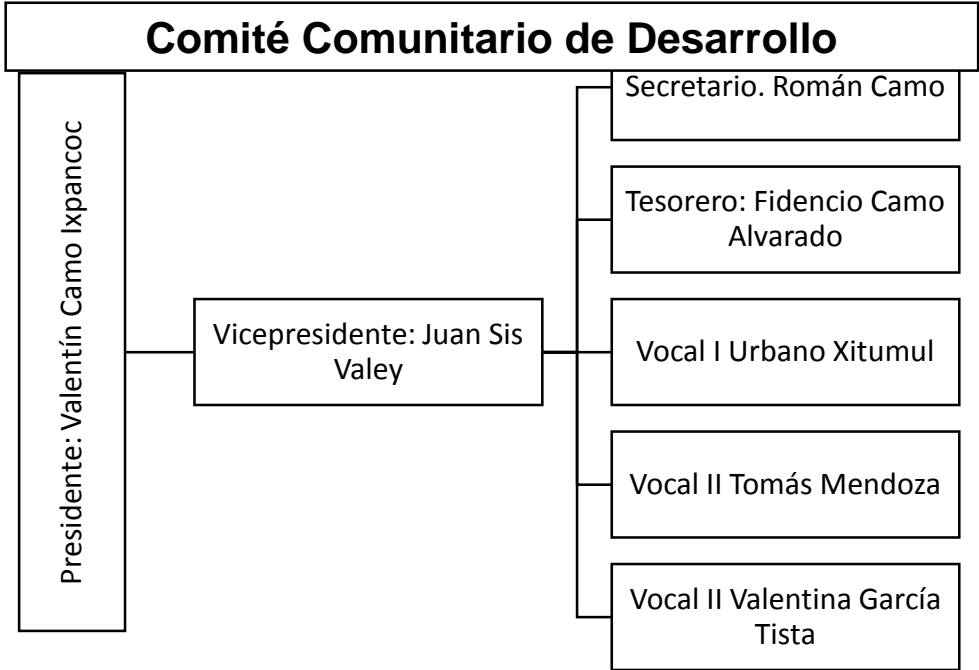 Comité Comunitario de Desarrollo
Presidente: Valentín Camo Ixpancoc
Vicepresidente: Juan Sis
Valey
Secretario. Román Camo
Tesorero: Fidencio Camo
Alvarado
Vocal I Urbano Xitumul
Vocal II Tomás Mendoza
Vocal II Valentina García
Tista